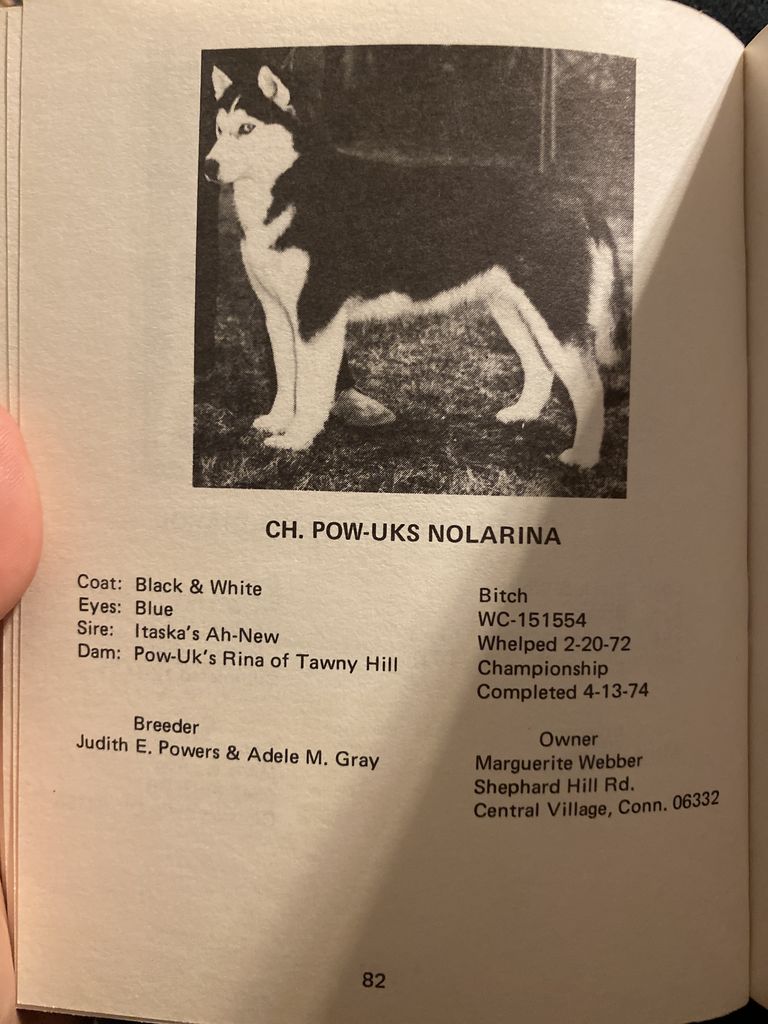 CH. POW-UKS NOLARINA
Coat: Black & White
Eyes: Blue
Sire: Itaska's Ah-New
Dam: Pow-Uk's Rina of Tawny Hill
Bitch
WC-151554
Whelped 2-20-72
Championship
Completed 4-13-74
Breeder
Judith E. Powers & Adele M. Gray
Owner
Marguerite Webber
Shephard Hill Rd.
Central Village, Conn. 06332
82